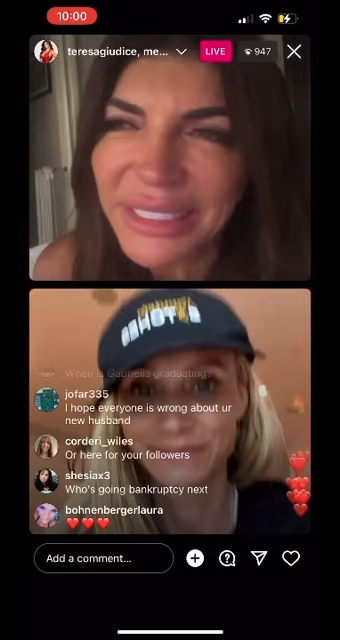 10:00
teresagiudice, me...
LIVE
947
When is Gabriella graduating?
jofar335
I hope everyone is wrong about ur
new husband
corderi_wiles
Or here for your followers
shesiax3
Who's going bankruptcy next
bohnenbergerlaura
❤️❤️❤️
Add a comment...